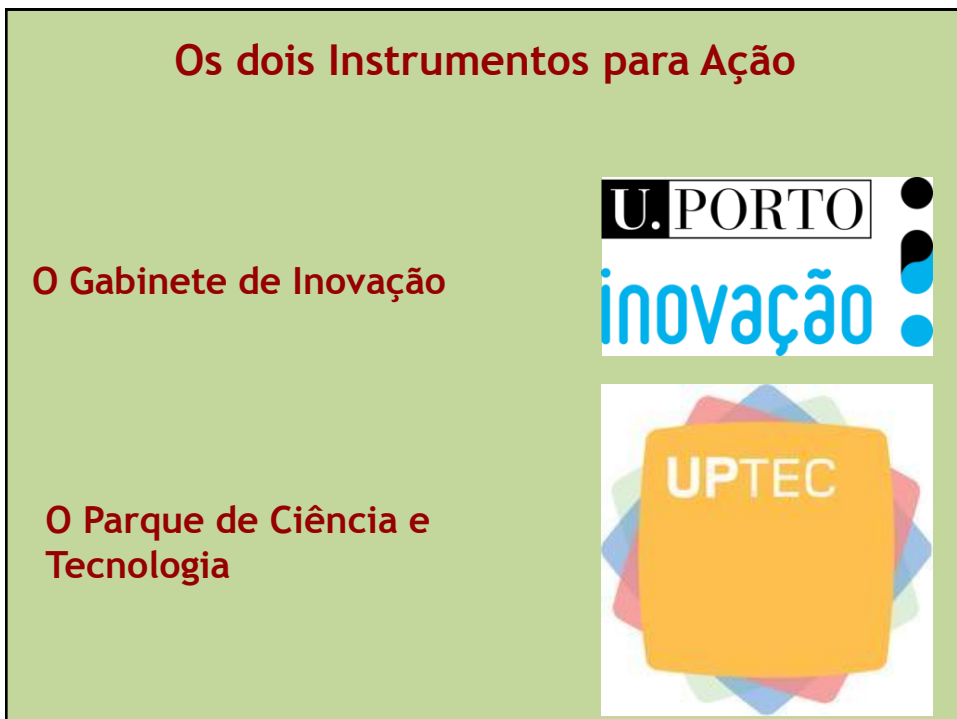 Os dois Instrumentos para Ação
O Gabinete de Inovação
U.PORTO
inovação
UPTEC
O Parque de Ciência e
Tecnologia